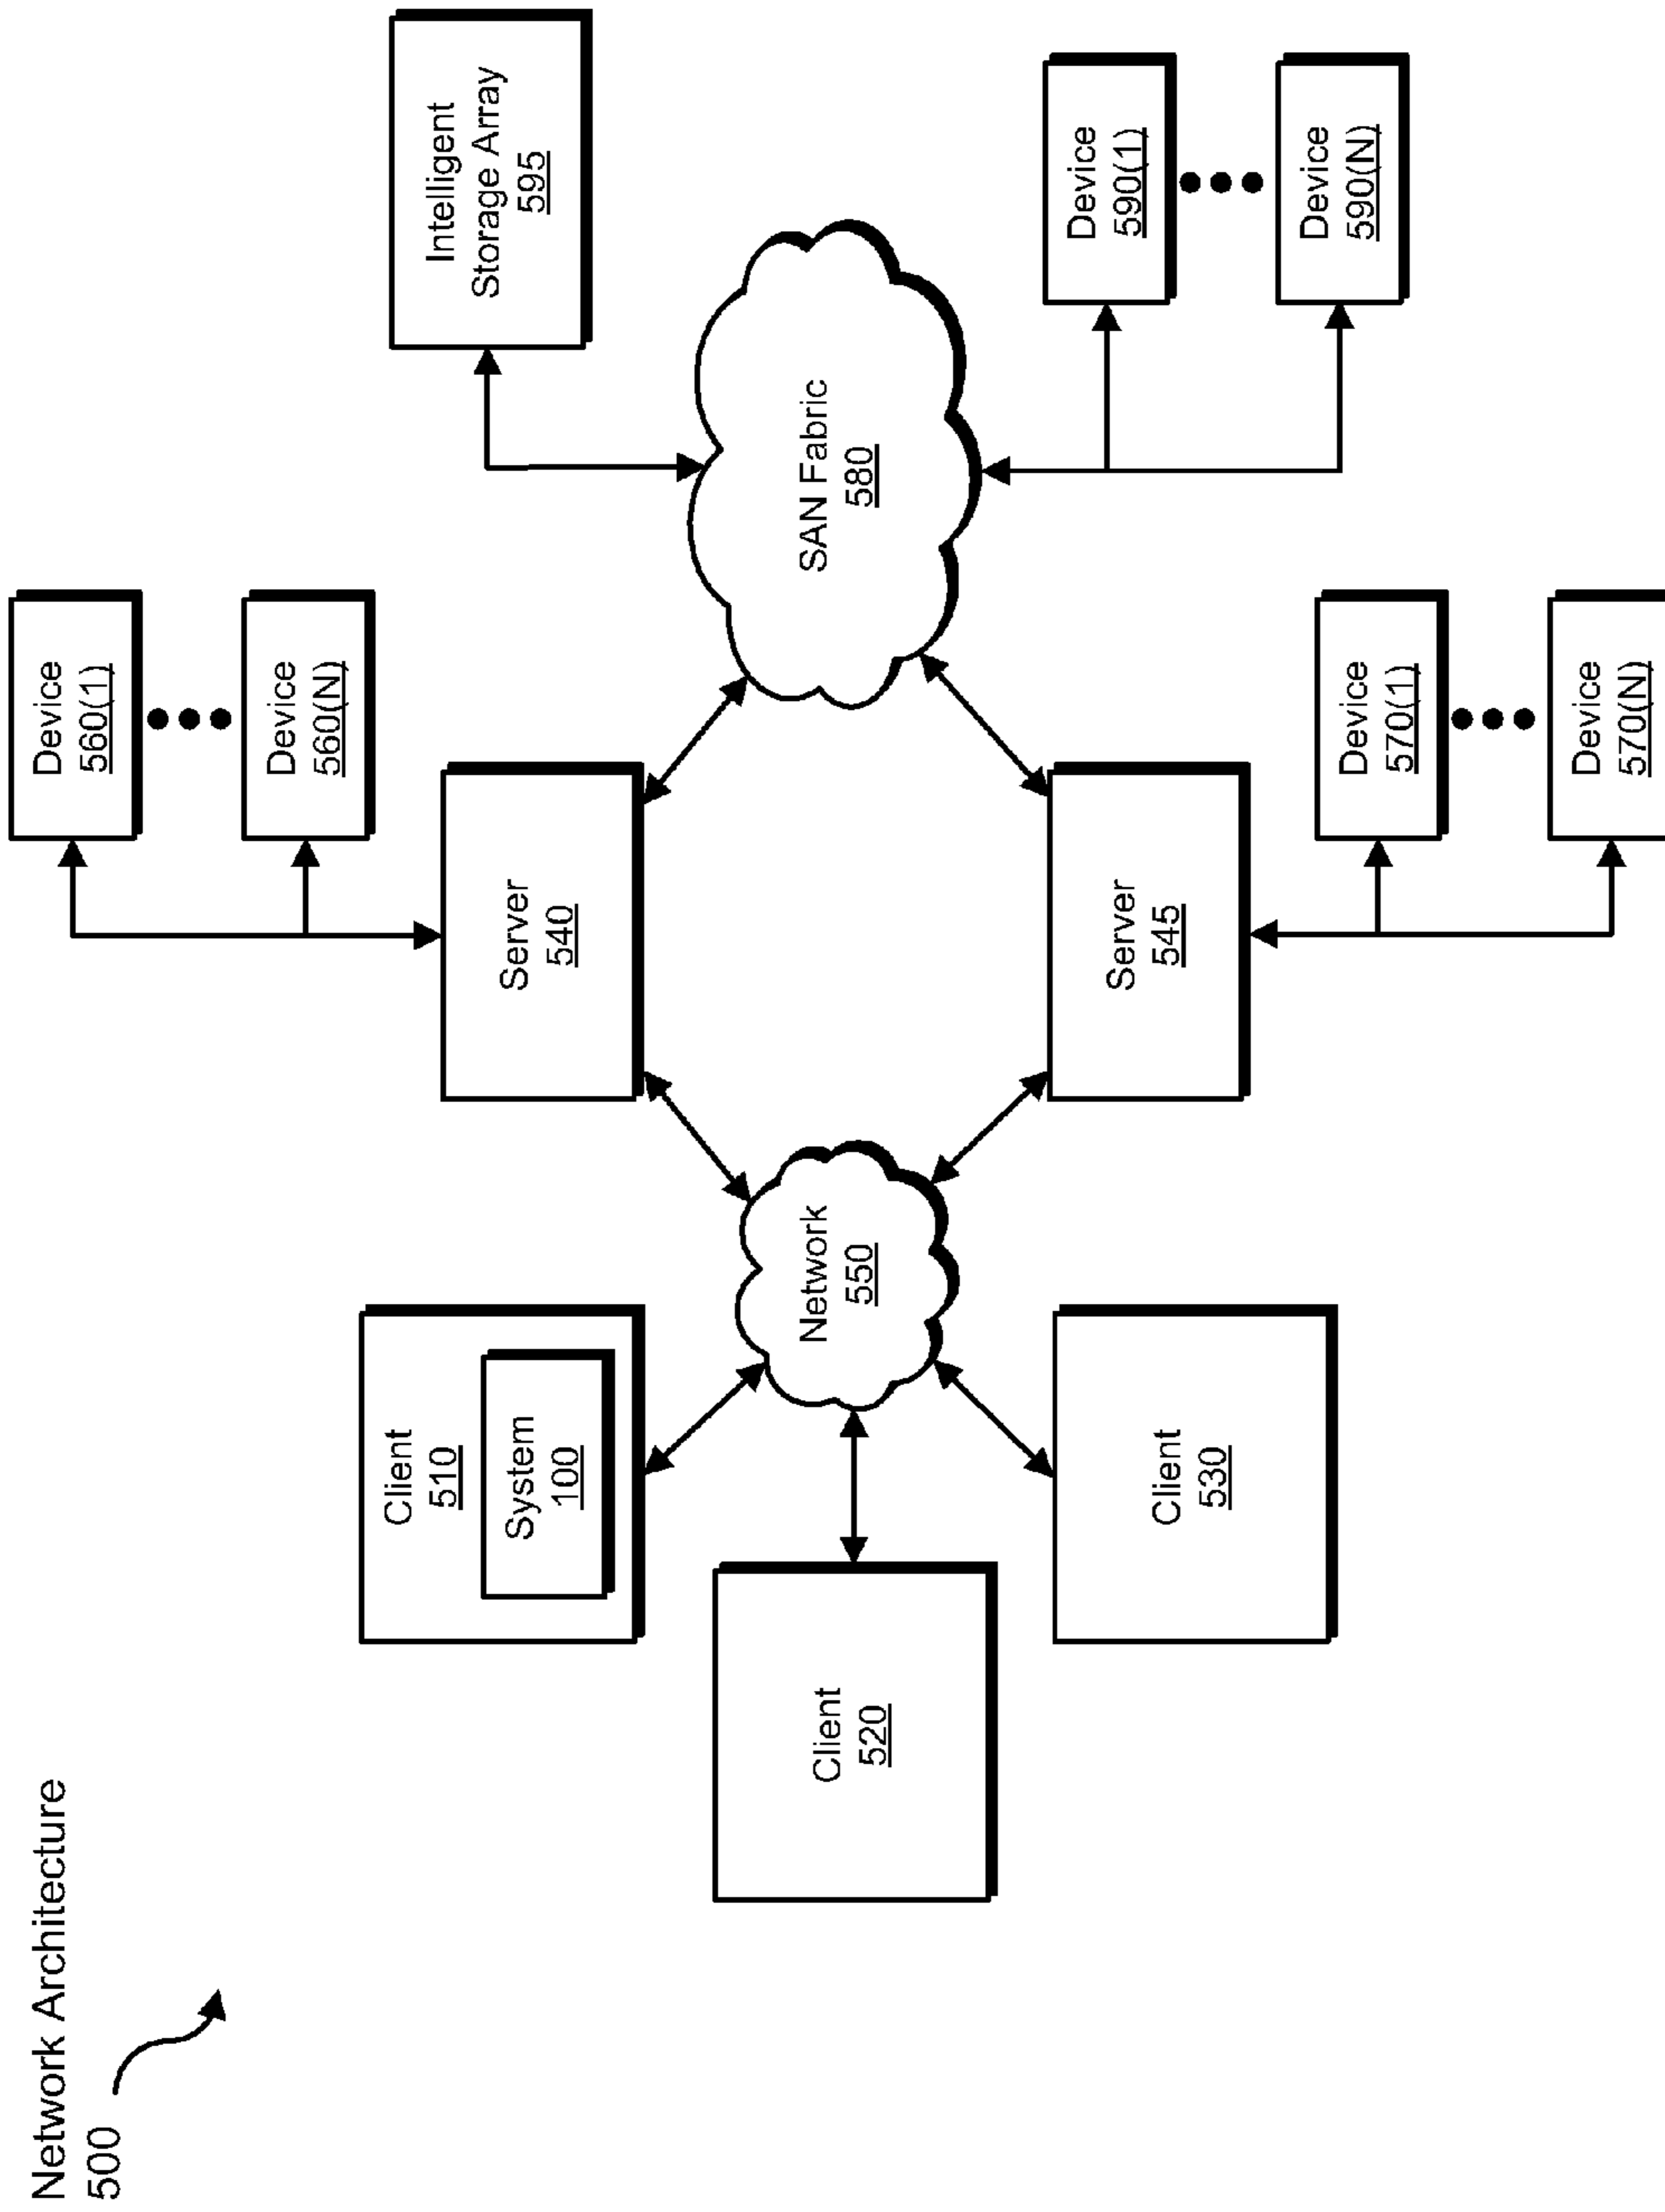 Network Architecture
500
Client
510
System
100
Client
520
Client
530
Network
550
Server
540
Server
545
Device
560(1)
Device
560(N)
Device
570(1)
Device
570(N)
SAN Fabric
580
Intelligent
Storage Array
595
Device
590(1)
Device
590(N)